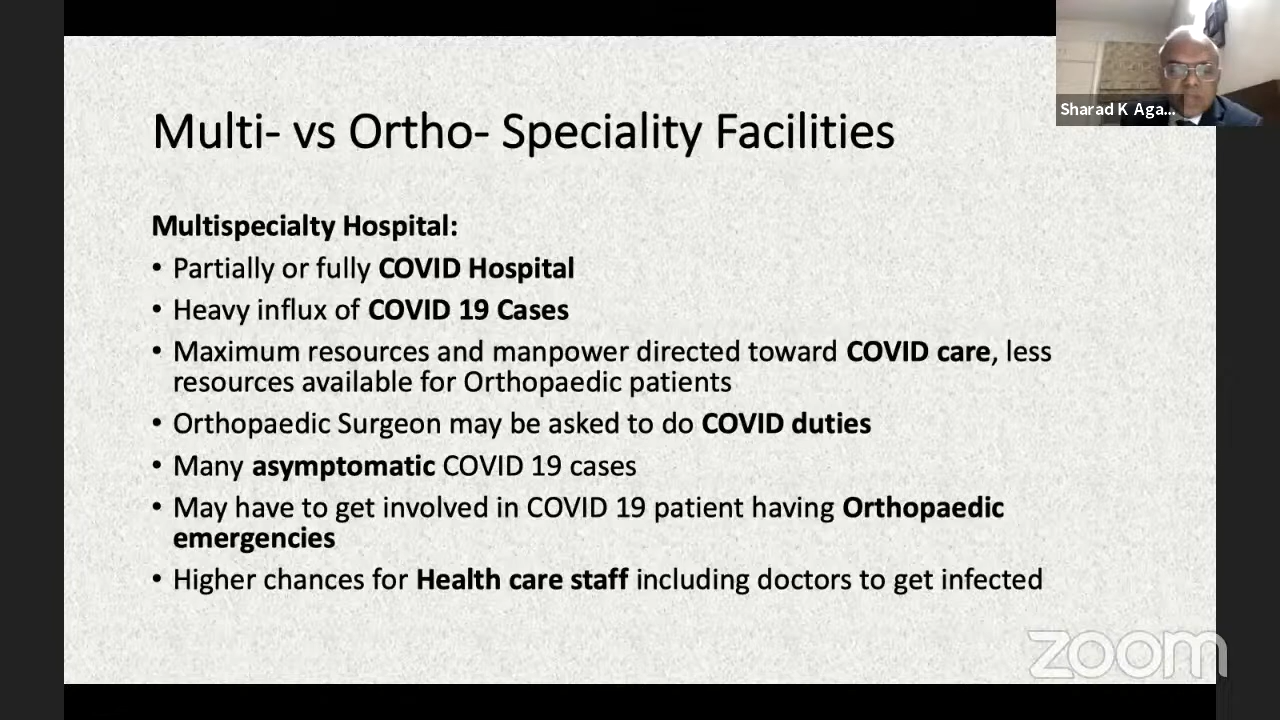 Multi- vs Ortho- Speciality Facilities
Sharad K Aga...
Multispecialty Hospital:
• Partially or fully COVID Hospital
• Heavy influx of COVID 19 Cases
• Maximum resources and manpower directed toward COVID care, less
resources available for Orthopaedic patients
• Orthopaedic Surgeon may be asked to do COVID duties
• Many asymptomatic COVID 19 cases
• May have to get involved in COVID 19 patient having Orthopaedic
emergencies
• Higher chances for Health care staff including doctors to get infected
zoom